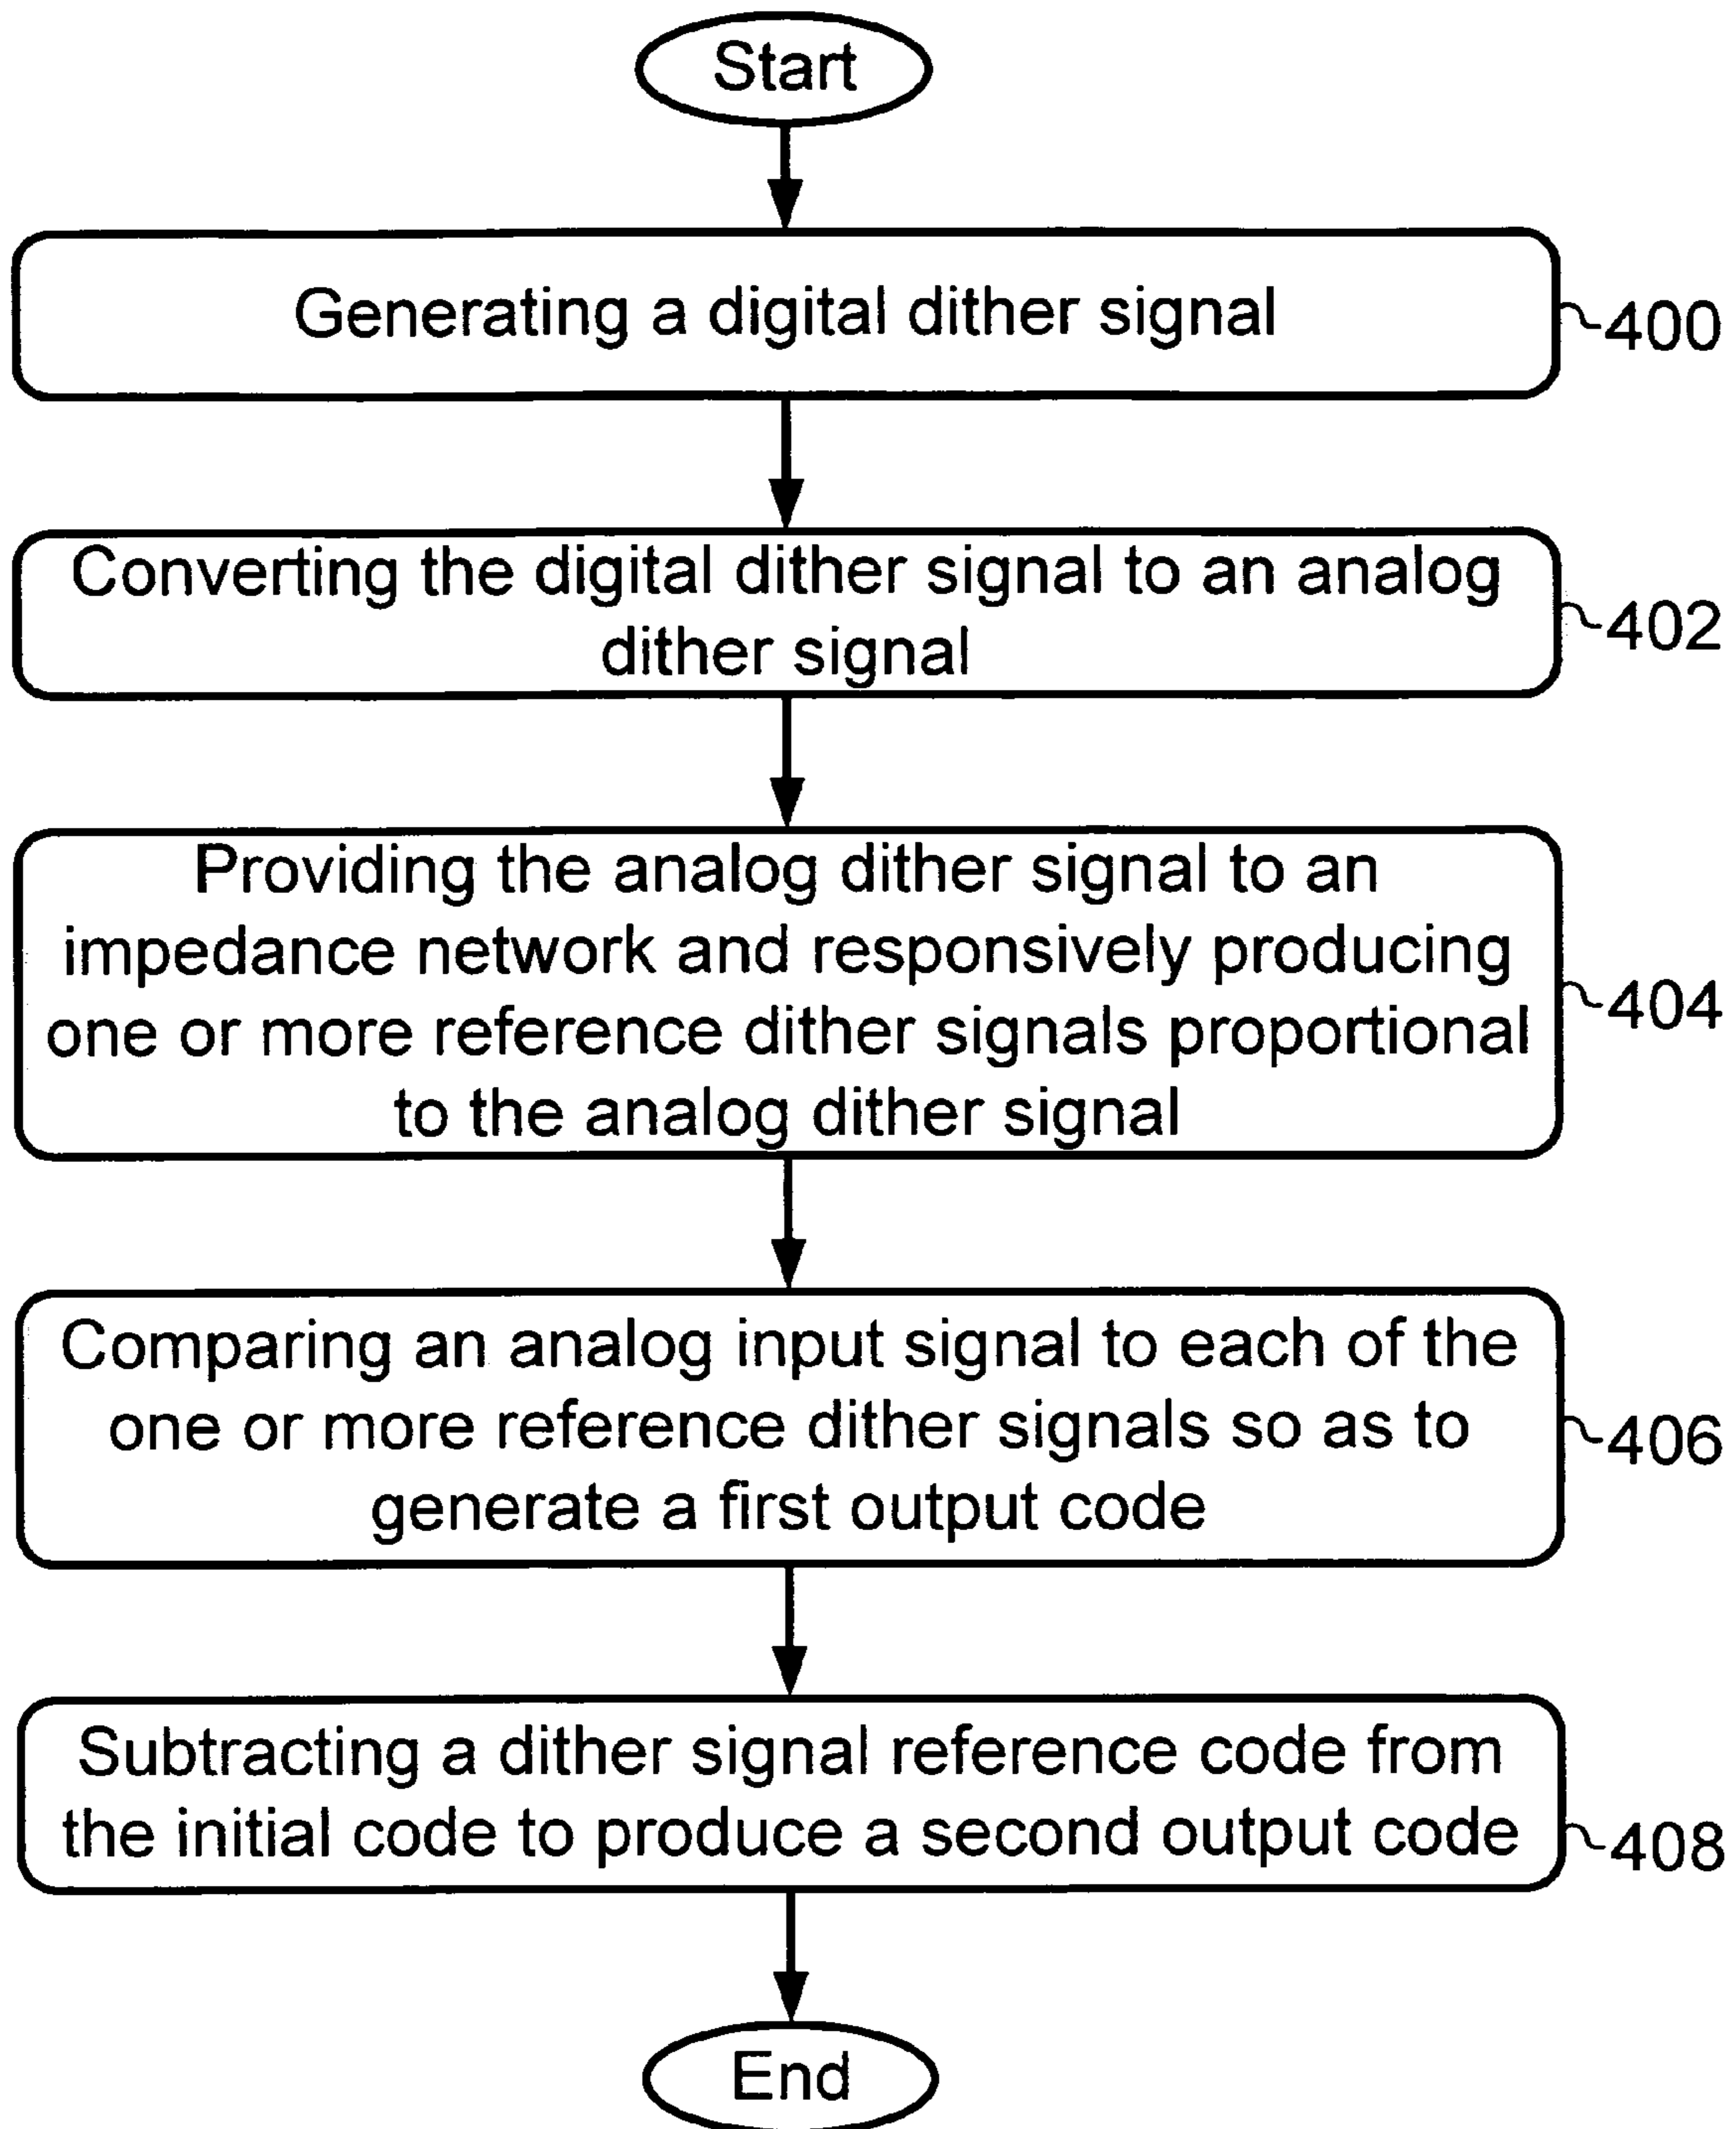 Start
Generating a digital dither signal
400
Converting the digital dither signal to an analog
dither signal
402
Providing the analog dither signal to an
impedance network and responsively producing
one or more reference dither signals proportional
to the analog dither signal
404
Comparing an analog input signal to each of the
one or more reference dither signals so as to
generate a first output code
406
Subtracting a dither signal reference code from
the initial code to produce a second output code
408
End